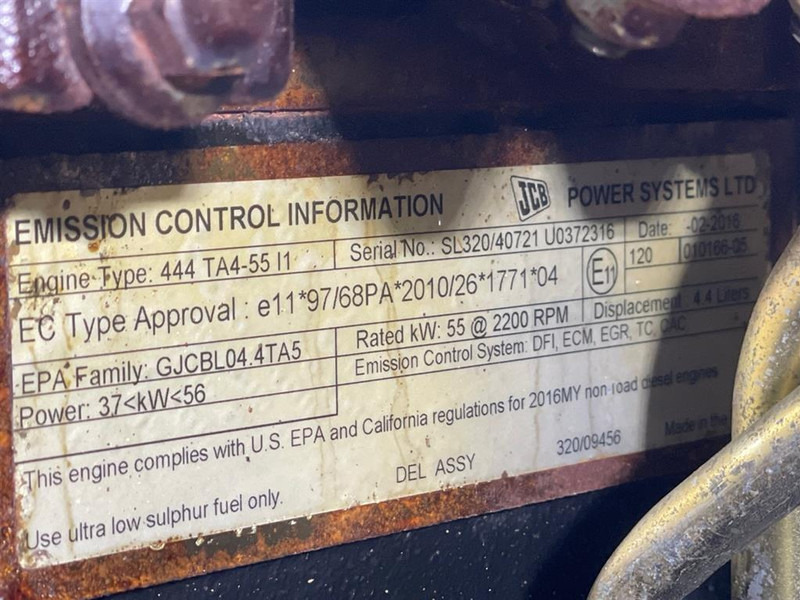 EMISSION CONTROL INFORMATION JCB POWER SYSTEMS LTD
Engine Type: 444 TA4-55 I1 Serial No.: SL320/40721 U0372316 Date: -02-2016
EC Type Approval : e11*97/68PA*2010/26*1771*04 E11 120 010166-05
EPA Family: GJCBL04.4TA5 Rated kW: 55 @ 2200 RPM Displacement 4.4 Liters
Power: 37<kW<56 Emission Control System: DFI, ECM, EGR, TC, CAC
This engine complies with U.S. EPA and California regulations for 2016MY non road diesel engines
Use ultra low sulphur fuel only. DEL ASSY 320/09456 Made in the